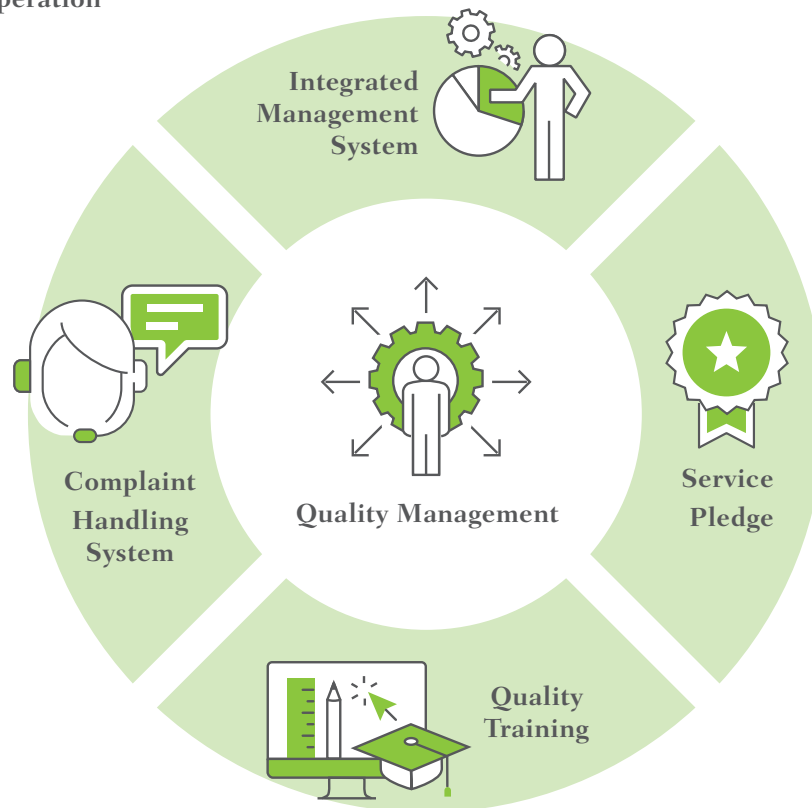 Integrated
Management
System
Complaint
Handling
System
Quality Management
Service
Pledge
Quality
Training